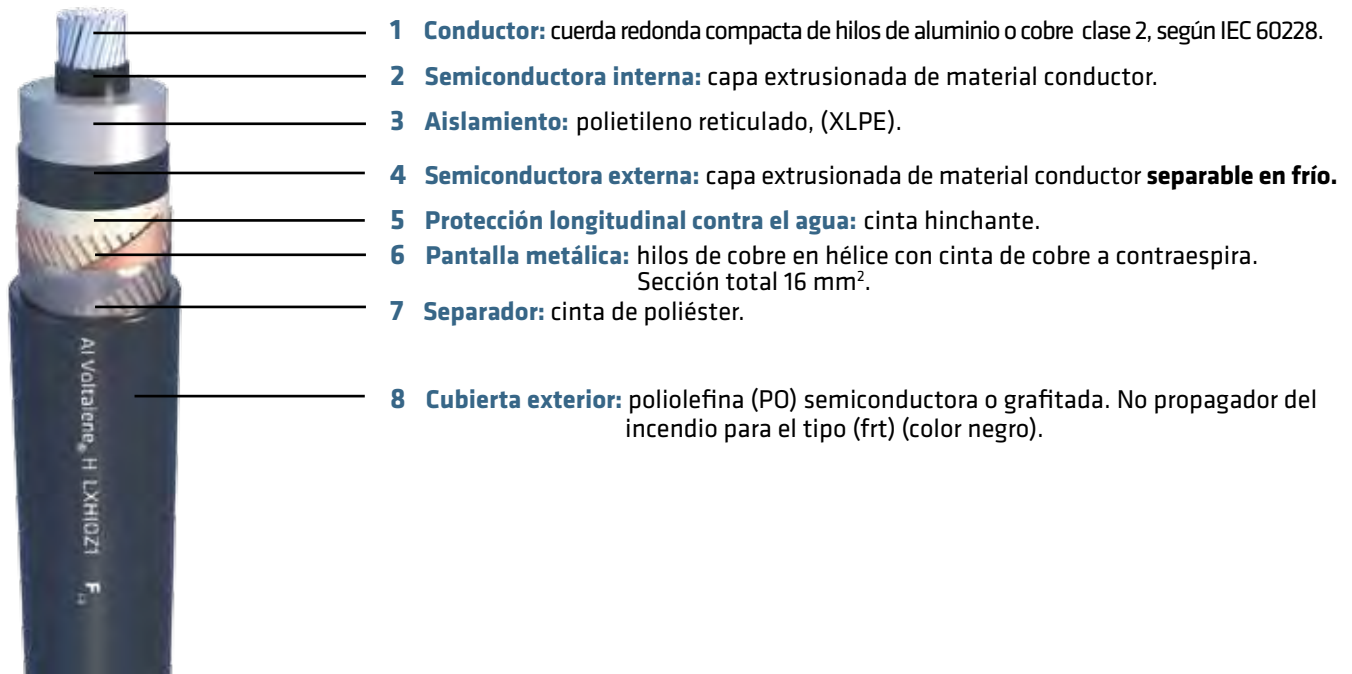 1 Conductor: cuerda redonda compacta de hilos de aluminio o cobre clase 2, según IEC 60228.
2 Semiconductora interna: capa extrusionada de material conductor.
3 Aislamiento: polietileno reticulado, (XLPE).
4 Semiconductora externa: capa extrusionada de material conductor separable en frío.
5 Protección longitudinal contra el agua: cinta hinchante.
6 Pantalla metálica: hilos de cobre en hélice con cinta de cobre a contraespira.
Sección total 16 mm².
7 Separador: cinta de poliéster.
8 Cubierta exterior: poliolefina (PO) semiconductora o grafitada. No propagador del
incendio para el tipo (frt) (color negro).
Al Voltalene® H LXHIOZ1 F